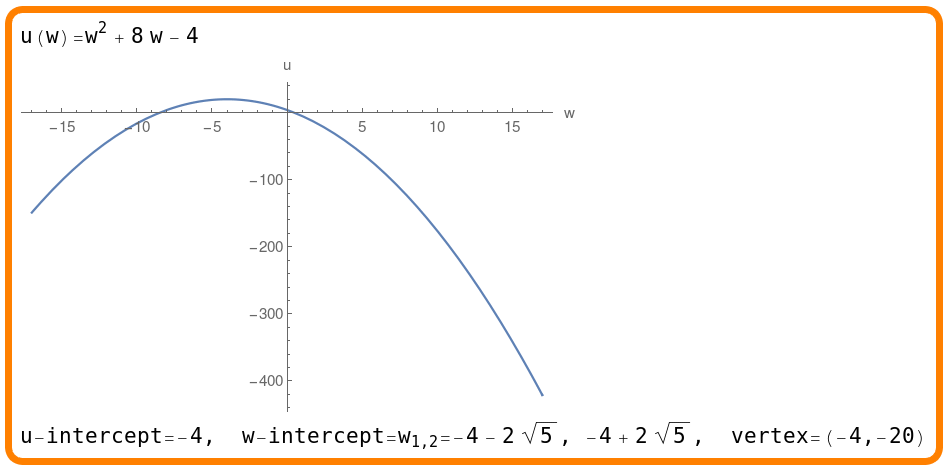 u(w)=w² + 8 w − 4
u
w
−15 −10 −5 5 10 15
−100
−200
−300
−400
u−intercept=−4, w−intercept=w₁,₂=−4 − 2 √5, −4 + 2 √5, vertex=(−4,−20)